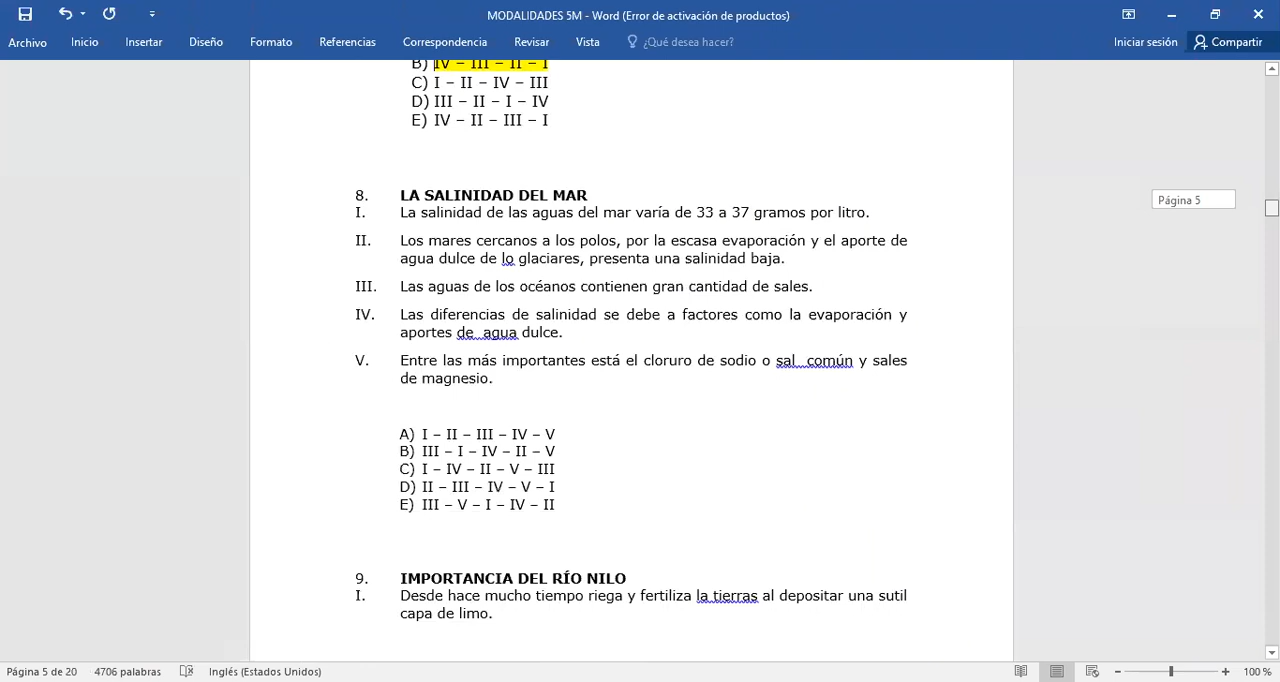 MODALIDADES 5M - Word (Error de activación de productos)
Archivo Inicio Insertar Diseño Formato Referencias Correspondencia Revisar Vista ¿Qué desea hacer? Iniciar sesión Compartir
B) IV – III – II – I
C) I – II – IV – III
D) III – II – I – IV
E) IV – II – III – I
8. LA SALINIDAD DEL MAR
I. La salinidad de las aguas del mar varía de 33 a 37 gramos por litro.
Página 5
II. Los mares cercanos a los polos, por la escasa evaporación y el aporte de
agua dulce de lo glaciares, presenta una salinidad baja.
III. Las aguas de los océanos contienen gran cantidad de sales.
IV. Las diferencias de salinidad se debe a factores como la evaporación y
aportes de  agua dulce.
V. Entre las más importantes está el cloruro de sodio o sal  común y sales
de magnesio.
A) I – II – III – IV – V
B) III – I – IV – II – V
C) I – IV – II – V – III
D) II – III – IV – V – I
E) III – V – I – IV – II
9. IMPORTANCIA DEL RÍO NILO
I. Desde hace mucho tiempo riega y fertiliza la tierras al depositar una sutil
capa de limo.
Página 5 de 20 4706 palabras Inglés (Estados Unidos) 100 %